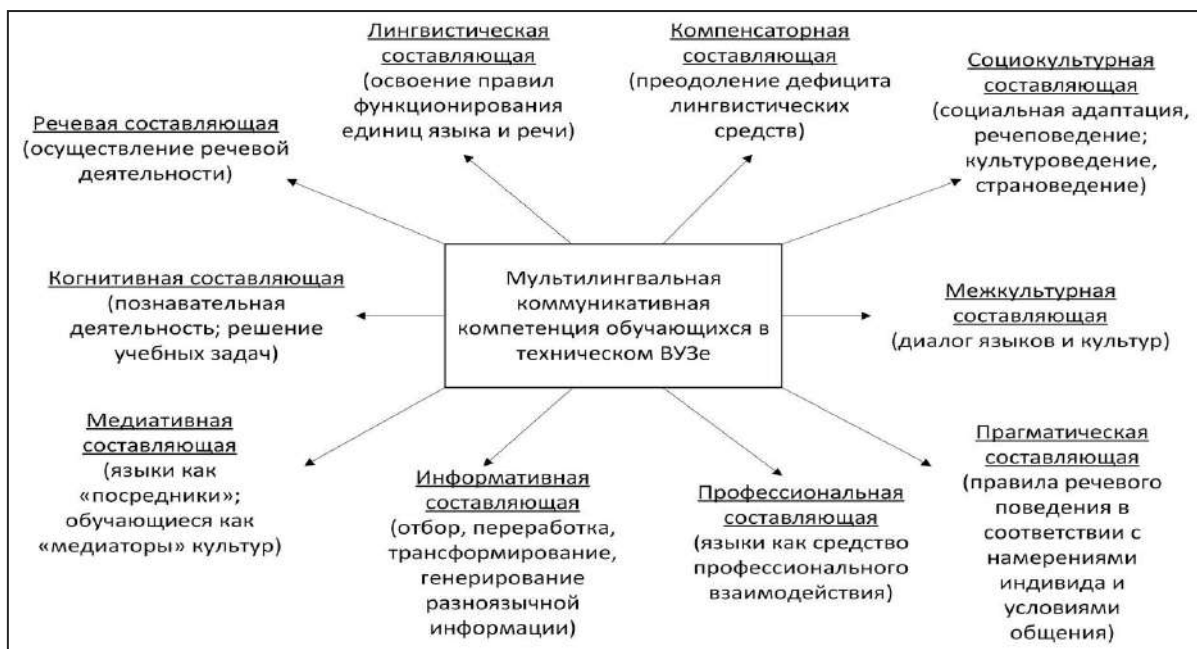 Лингвистическая
составляющая
(освоение правил
функционирования
единиц языка и речи)
Компенсаторная
составляющая
(преодоление дефицита
лингвистических
средств)
Социокультурная
составляющая
(социальная адаптация,
речеповедение;
культуроведение,
страноведение)
Речевая составляющая
(осуществление речевой
деятельности)
Когнитивная составляющая
(познавательная
деятельность; решение
учебных задач)
Мультилингвальная
коммуникативная
компетенция обучающихся в
техническом ВУЗе
Межкультурная
составляющая
(диалог языков и культур)
Медиативная
составляющая
(языки как
«посредники»;
обучающиеся как
«медиаторы» культур)
Информативная
составляющая
(отбор, переработка,
трансформирование,
генерирование
разноязычной
информации)
Профессиональная
составляющая
(языки как средство
профессионального
взаимодействия)
Прагматическая
составляющая
(правила речевого
поведения в
соответствии с
намерениями
индивида и
условиями
общения)